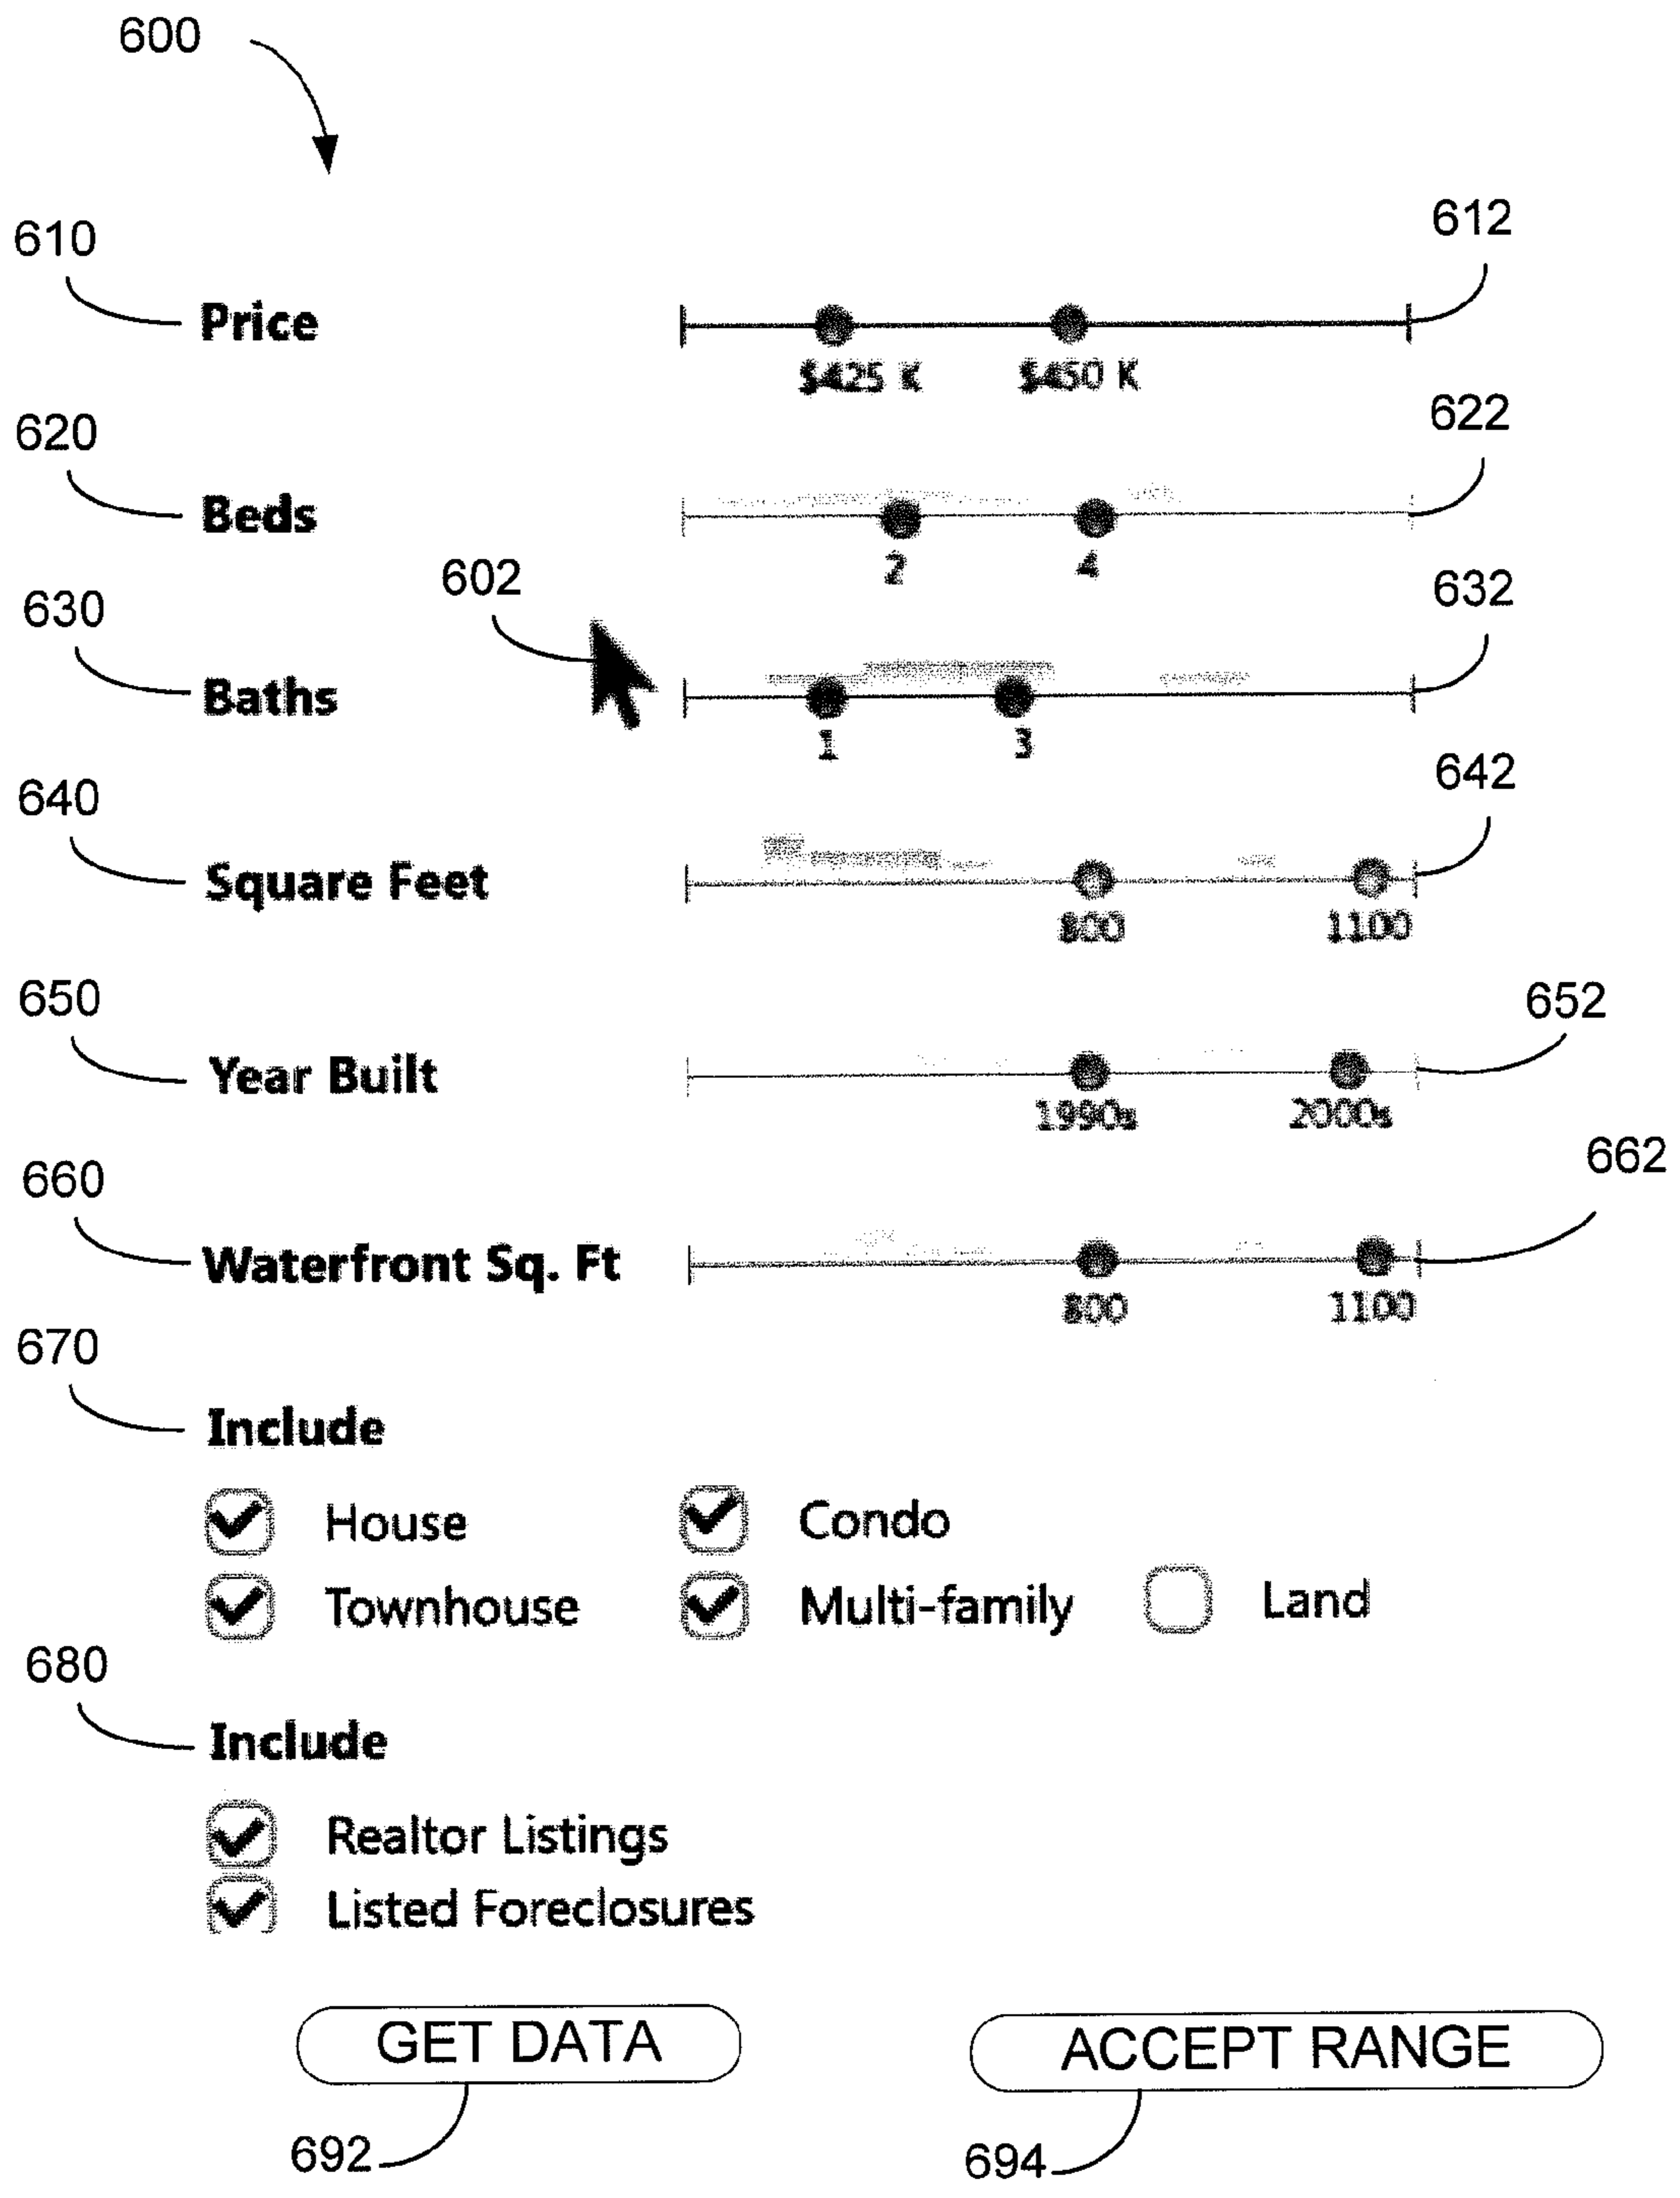 600
610
612
Price
$425 K $450 K
620
622
Beds
2 4
602
630
632
Baths
1 3
640
642
Square Feet
800 1100
650
652
Year Built
1990s 2000s
660
662
Waterfront Sq. Ft
800 1100
670
Include
House Condo
Townhouse Multi-family Land
680
Include
Realtor Listings
Listed Foreclosures
GET DATA ACCEPT RANGE
692 694